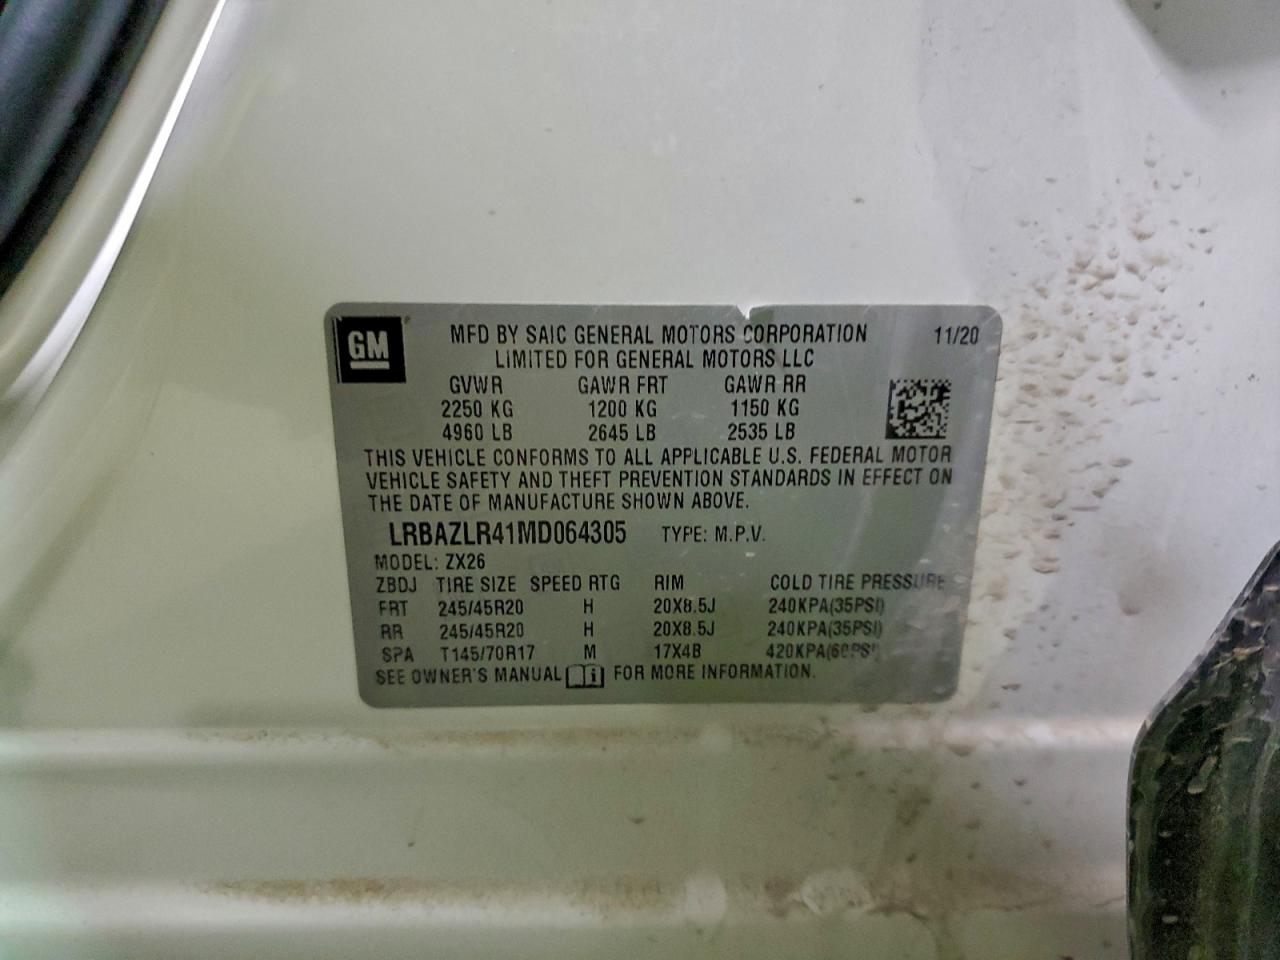 GM
MFD BY SAIC GENERAL MOTORS CORPORATION 11/20
LIMITED FOR GENERAL MOTORS LLC
GVWR GAWR FRT GAWR RR
2250 KG 1200 KG 1150 KG
4960 LB 2645 LB 2535 LB
THIS VEHICLE CONFORMS TO ALL APPLICABLE U.S. FEDERAL MOTOR
VEHICLE SAFETY AND THEFT PREVENTION STANDARDS IN EFFECT ON
THE DATE OF MANUFACTURE SHOWN ABOVE.
LRBAZLR41MD064305 TYPE: M.P.V.
MODEL: ZX26
ZBDJ TIRE SIZE SPEED RTG RIM COLD TIRE PRESSURE
FRT 245/45R20 H 20X8.5J 240KPA(35PSI)
RR 245/45R20 H 20X8.5J 240KPA(35PSI)
SPA T145/70R17 M 17X4B 420KPA(60PSI)
SEE OWNER'S MANUAL i FOR MORE INFORMATION.